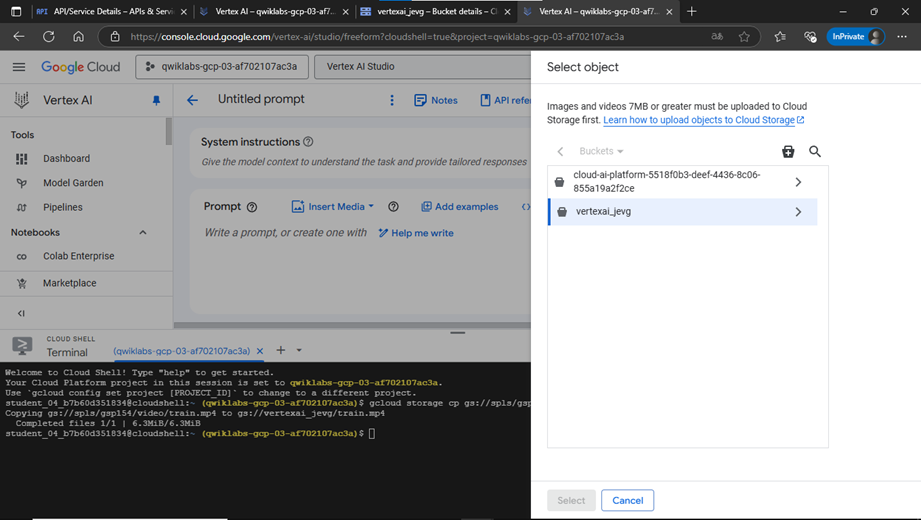 API API/Service Details – APIs & Servi
Vertex AI – qwiklabs-gcp-03-af7...
vertexai_jevg – Bucket details – C
Vertex AI – qwiklabs-gcp-03-af7...
https://console.cloud.google.com/vertex-ai/studio/freeform?cloudshell=true&project=qwiklabs-gcp-03-af702107ac3a
InPrivate
Google Cloud
qwiklabs-gcp-03-af702107ac3a
Vertex AI Studio
Vertex AI
Untitled prompt
Notes
API refer
Tools
Dashboard
Model Garden
Pipelines
Notebooks
Colab Enterprise
Marketplace
System instructions
Give the model context to understand the task and provide tailored responses
Prompt
Insert Media
Add examples
Write a prompt, or create one with
Help me write
Select object
Images and videos 7MB or greater must be uploaded to Cloud
Storage first. Learn how to upload objects to Cloud Storage
Buckets
cloud-ai-platform-5518f0b3-deef-4436-8c06-
855a19a2f2ce
vertexai_jevg
Select
Cancel
CLOUD SHELL
Terminal
(qwiklabs-gcp-03-af702107ac3a)
Welcome to Cloud Shell! Type "help" to get started.
Your Cloud Platform project in this session is set to qwiklabs-gcp-03-af702107ac3a.
Use `gcloud config set project [PROJECT_ID]` to change to a different project.
student_04_b7b60d351834@cloudshell:~ (qwiklabs-gcp-03-af702107ac3a)$ gcloud storage cp gs://spls/gsp
Copying gs://spls/gsp154/video/train.mp4 to gs://vertexai_jevg/train.mp4
Completed files 1/1 | 6.3MiB/6.3MiB
student_04_b7b60d351834@cloudshell:~ (qwiklabs-gcp-03-af702107ac3a)$